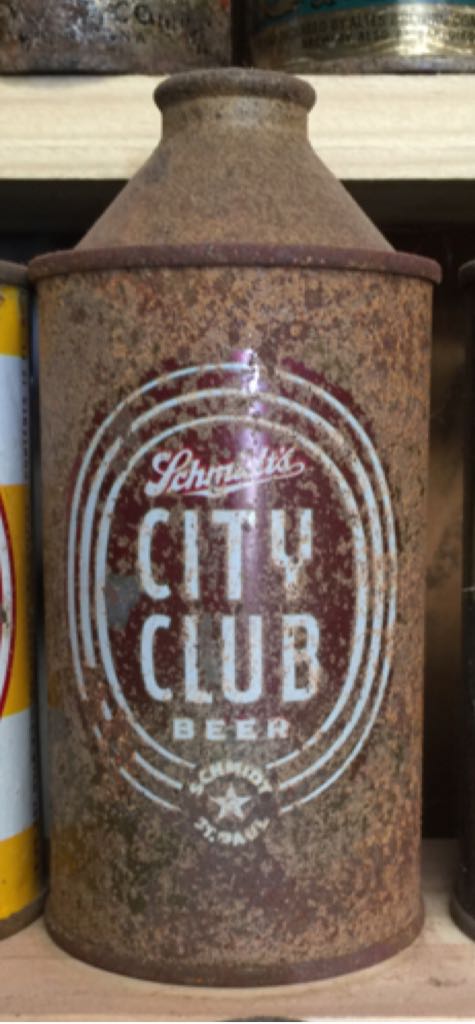 Schmidt's
CITY
CLUB
BEER
SCHMIDT
ST. PAUL